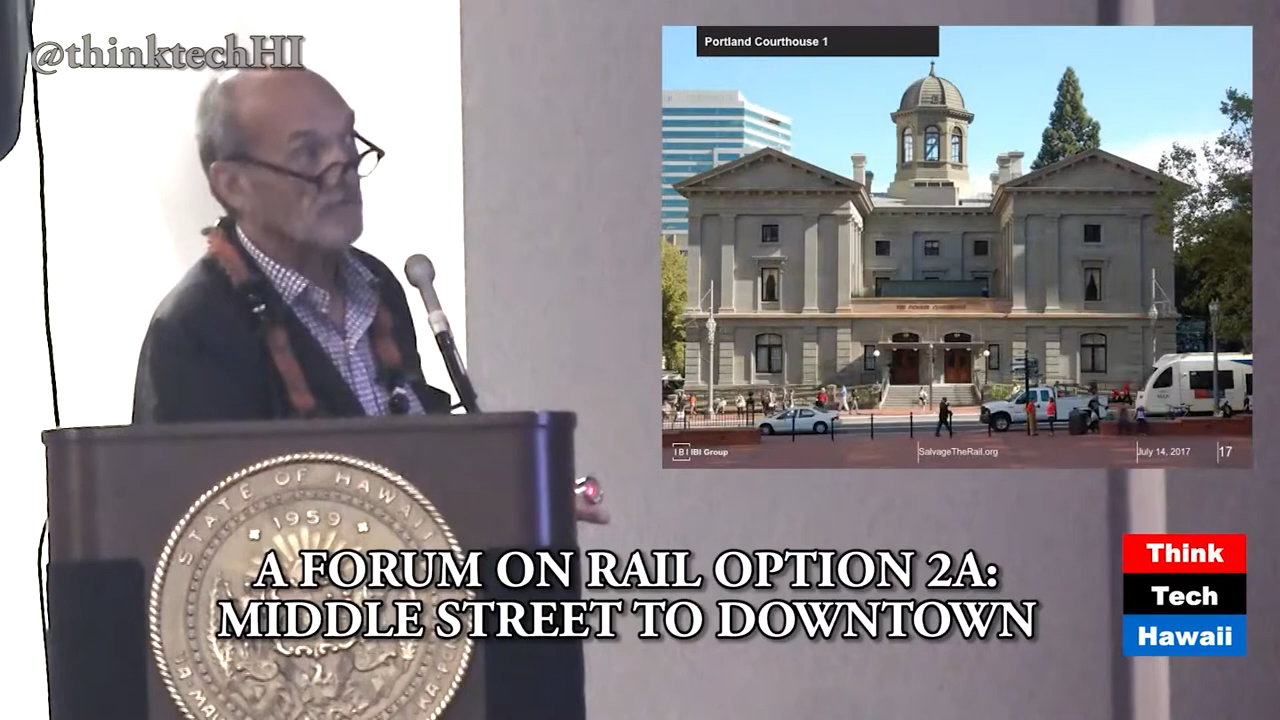 @thinktechHI
Portland Courthouse 1
IBI IBI Group
SalvageTheRail.org
July 14, 2017
17
STATE OF HAWAII
1959
A FORUM ON RAIL OPTION 2A:
MIDDLE STREET TO DOWNTOWN
Think
Tech
Hawaii